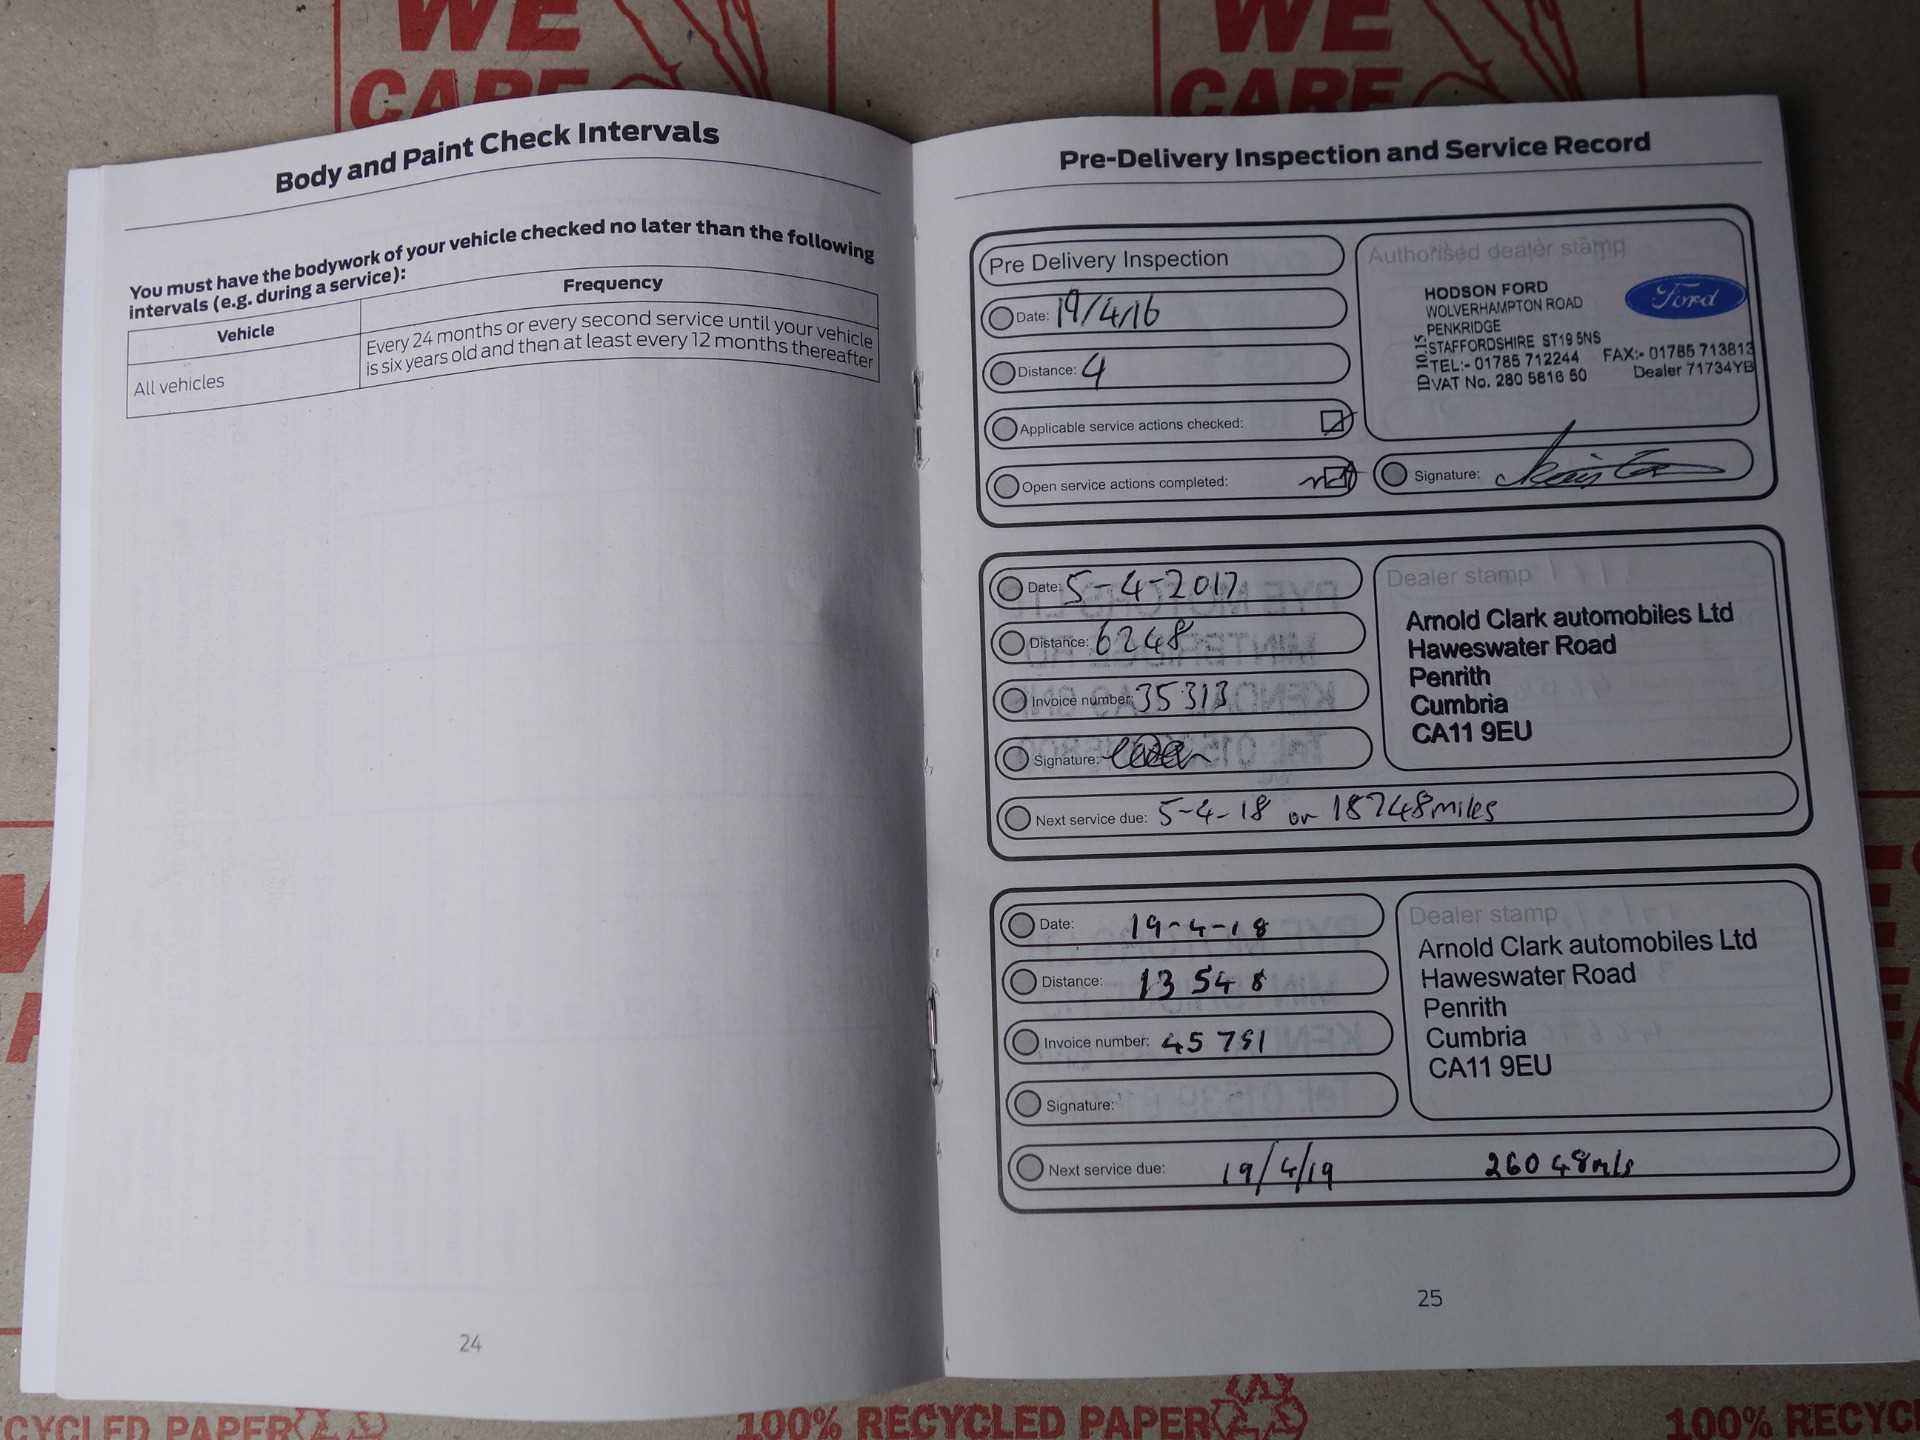 WE
CARE
WE
CARE
Body and Paint Check Intervals
You must have the bodywork of your vehicle checked no later than the following
intervals (e.g. during a service):
Vehicle
Frequency
All vehicles
Every 24 months or every second service until your vehicle
is six years old and then at least every 12 months thereafter
24
Pre-Delivery Inspection and Service Record
Pre Delivery Inspection
Date: 19/4/16
Distance: 4
Applicable service actions checked:
Open service actions completed:
Authorised dealer stamp
HODSON FORD
WOLVERHAMPTON ROAD
PENKRIDGE
STAFFORDSHIRE ST19 5NS
TEL:- 01785 712244 FAX:- 01785 713813
VAT No. 280 5816 50 Dealer 71734YB
ID 10.15
Ford
Signature:
Date: 5-4-2017
Distance: 6248
Invoice number: 35313
Signature:
Next service due: 5-4-18 or 18748miles
Dealer stamp
Arnold Clark automobiles Ltd
Haweswater Road
Penrith
Cumbria
CA11 9EU
Date: 19-4-18
Distance: 13548
Invoice number: 45791
Signature:
Next service due: 19/4/19 26048mls
Dealer stamp
Arnold Clark automobiles Ltd
Haweswater Road
Penrith
Cumbria
CA11 9EU
25
RECYCLED PAPER
100% RECYCLED PAPER
100%